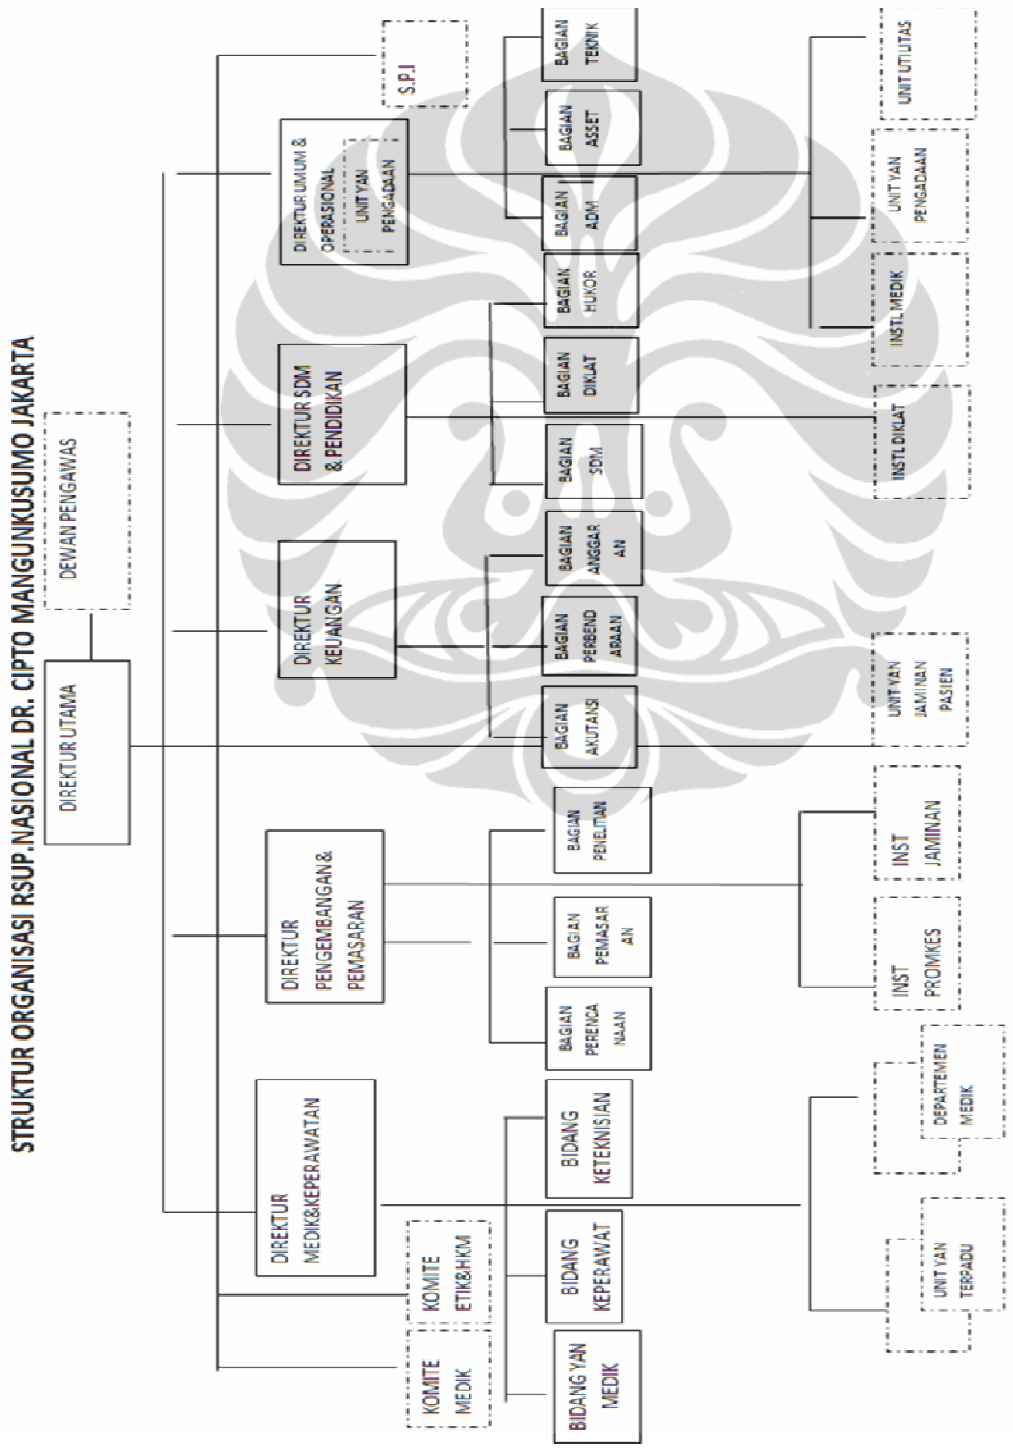 STRUKTUR ORGANISASI RSUP.NASIONAL DR. CIPTO MANGUNKUSUMO JAKARTA
DIREKTUR UTAMA
DEWAN PENGAWAS
DIREKTUR
MEDIK&KEPERAWATAN
DIREKTUR
PENGEMBANGAN&
PEMASARAN
DIREKTUR
KEUANGAN
DIREKTUR SDM
& PENDIDIKAN
DIREKTUR UMUM &
OPERASIONAL
UNIT YAN
PENGADAAN
KOMITE
MEDIK
KOMITE
ETIK&HKM
S.P.I
BIDANG YAN
MEDIK
BIDANG
KEPERAWAT
BIDANG
KETEKNISIAN
BAGIAN
PERENCA
NAAN
BAGIAN
PEMASAR
AN
BAGIAN
PENELITIAN
BAGIAN
AKUTANSI
BAGIAN
PERBEND
ARAAN
BAGIAN
ANGGAR
AN
BAGIAN
SDM
BAGIAN
DIKLAT
BAGIAN
HUKOR
BAGIAN
ADM
BAGIAN
ASSET
BAGIAN
TEKNIK
UNIT YAN
TERPADU
DEPARTEMEN
MEDIK
INST
PROMKES
INST
JAMINAN
UNIT YAN
JAMINAN
PASIEN
INSTL DIKLAT
INSTL MEDIK
UNIT YAN
PENGADAAN
UNIT UTILITAS